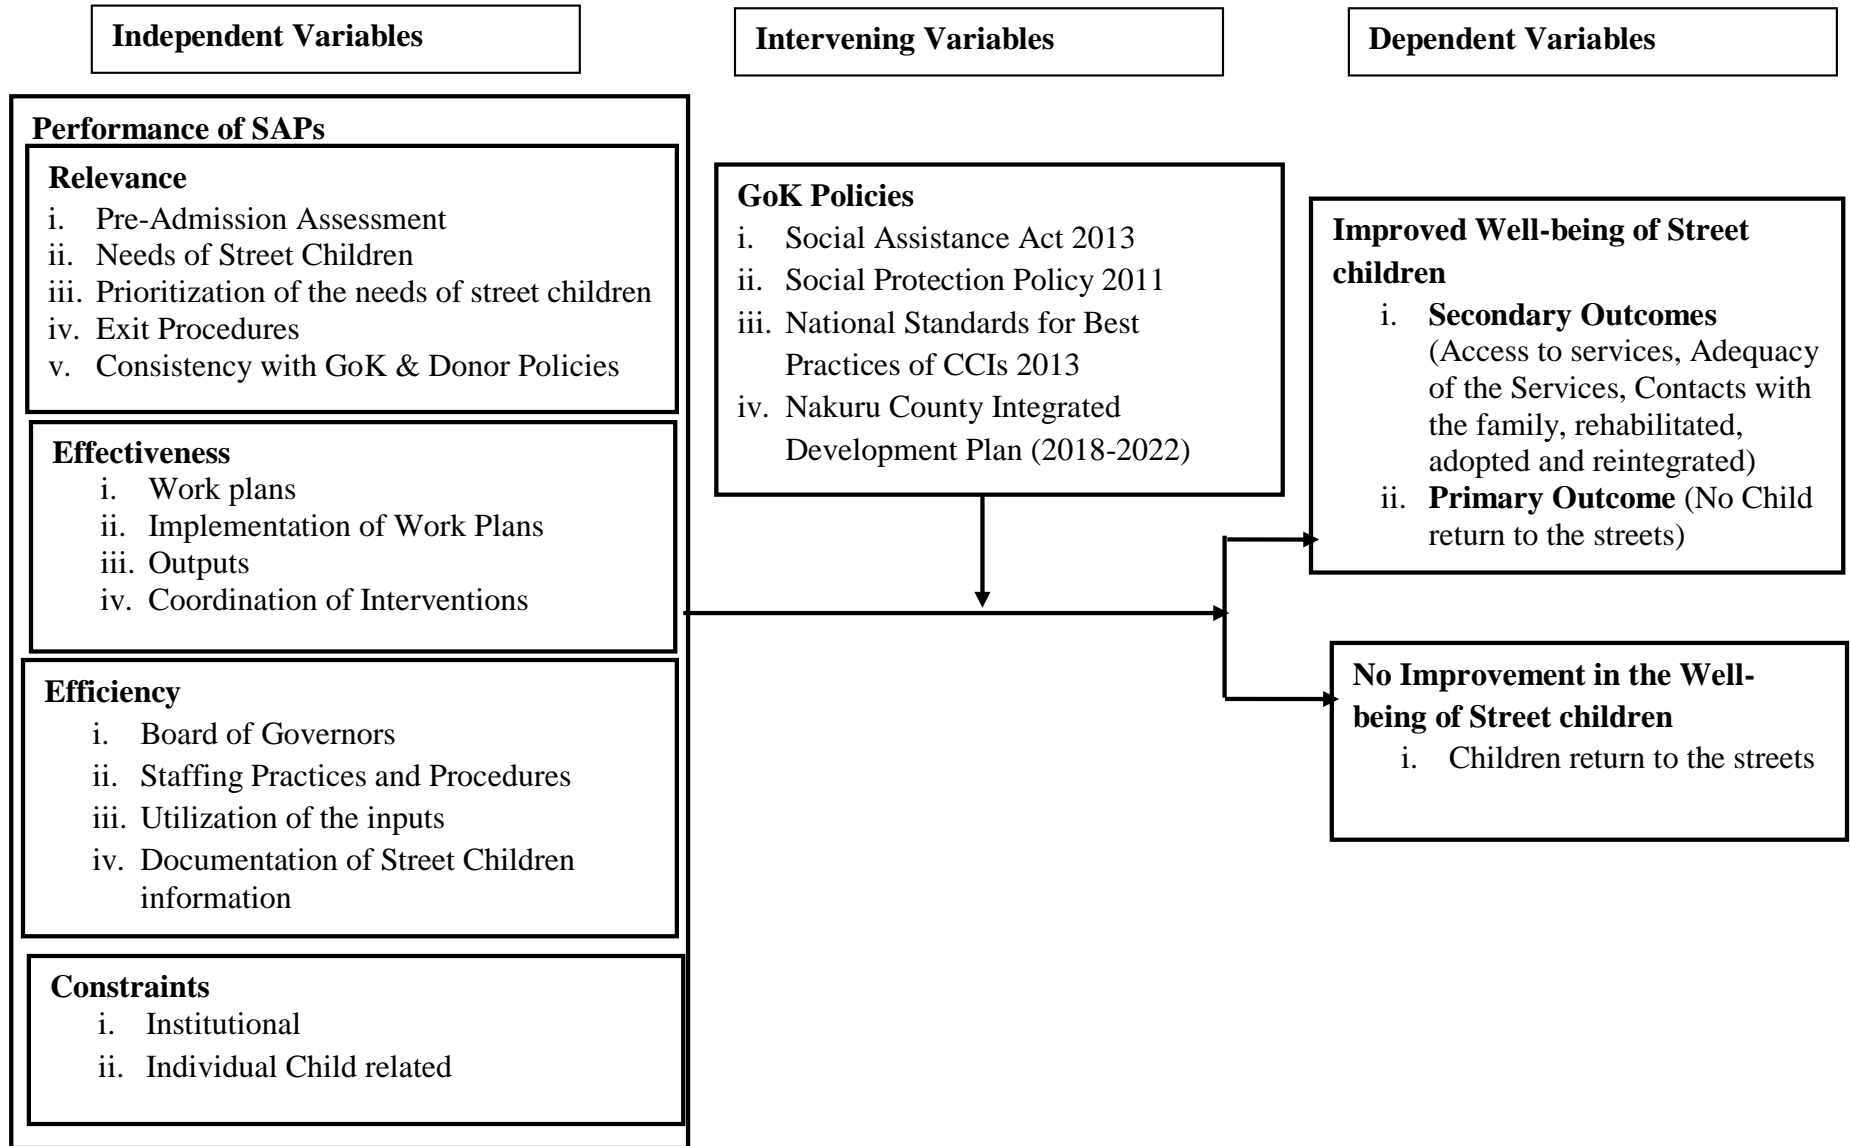 Independent Variables
Intervening Variables
Dependent Variables
Performance of SAPs
Relevance
i. Pre-Admission Assessment
ii. Needs of Street Children
iii. Prioritization of the needs of street children
iv. Exit Procedures
v. Consistency with GoK & Donor Policies
Effectiveness
i. Work plans
ii. Implementation of Work Plans
iii. Outputs
iv. Coordination of Interventions
Efficiency
i. Board of Governors
ii. Staffing Practices and Procedures
iii. Utilization of the inputs
iv. Documentation of Street Children
information
Constraints
i. Institutional
ii. Individual Child related
GoK Policies
i. Social Assistance Act 2013
ii. Social Protection Policy 2011
iii. National Standards for Best
Practices of CCIs 2013
iv. Nakuru County Integrated
Development Plan (2018-2022)
Improved Well-being of Street
children
i. Secondary Outcomes
(Access to services, Adequacy
of the Services, Contacts with
the family, rehabilitated,
adopted and reintegrated)
ii. Primary Outcome (No Child
return to the streets)
No Improvement in the Well-
being of Street children
i. Children return to the streets